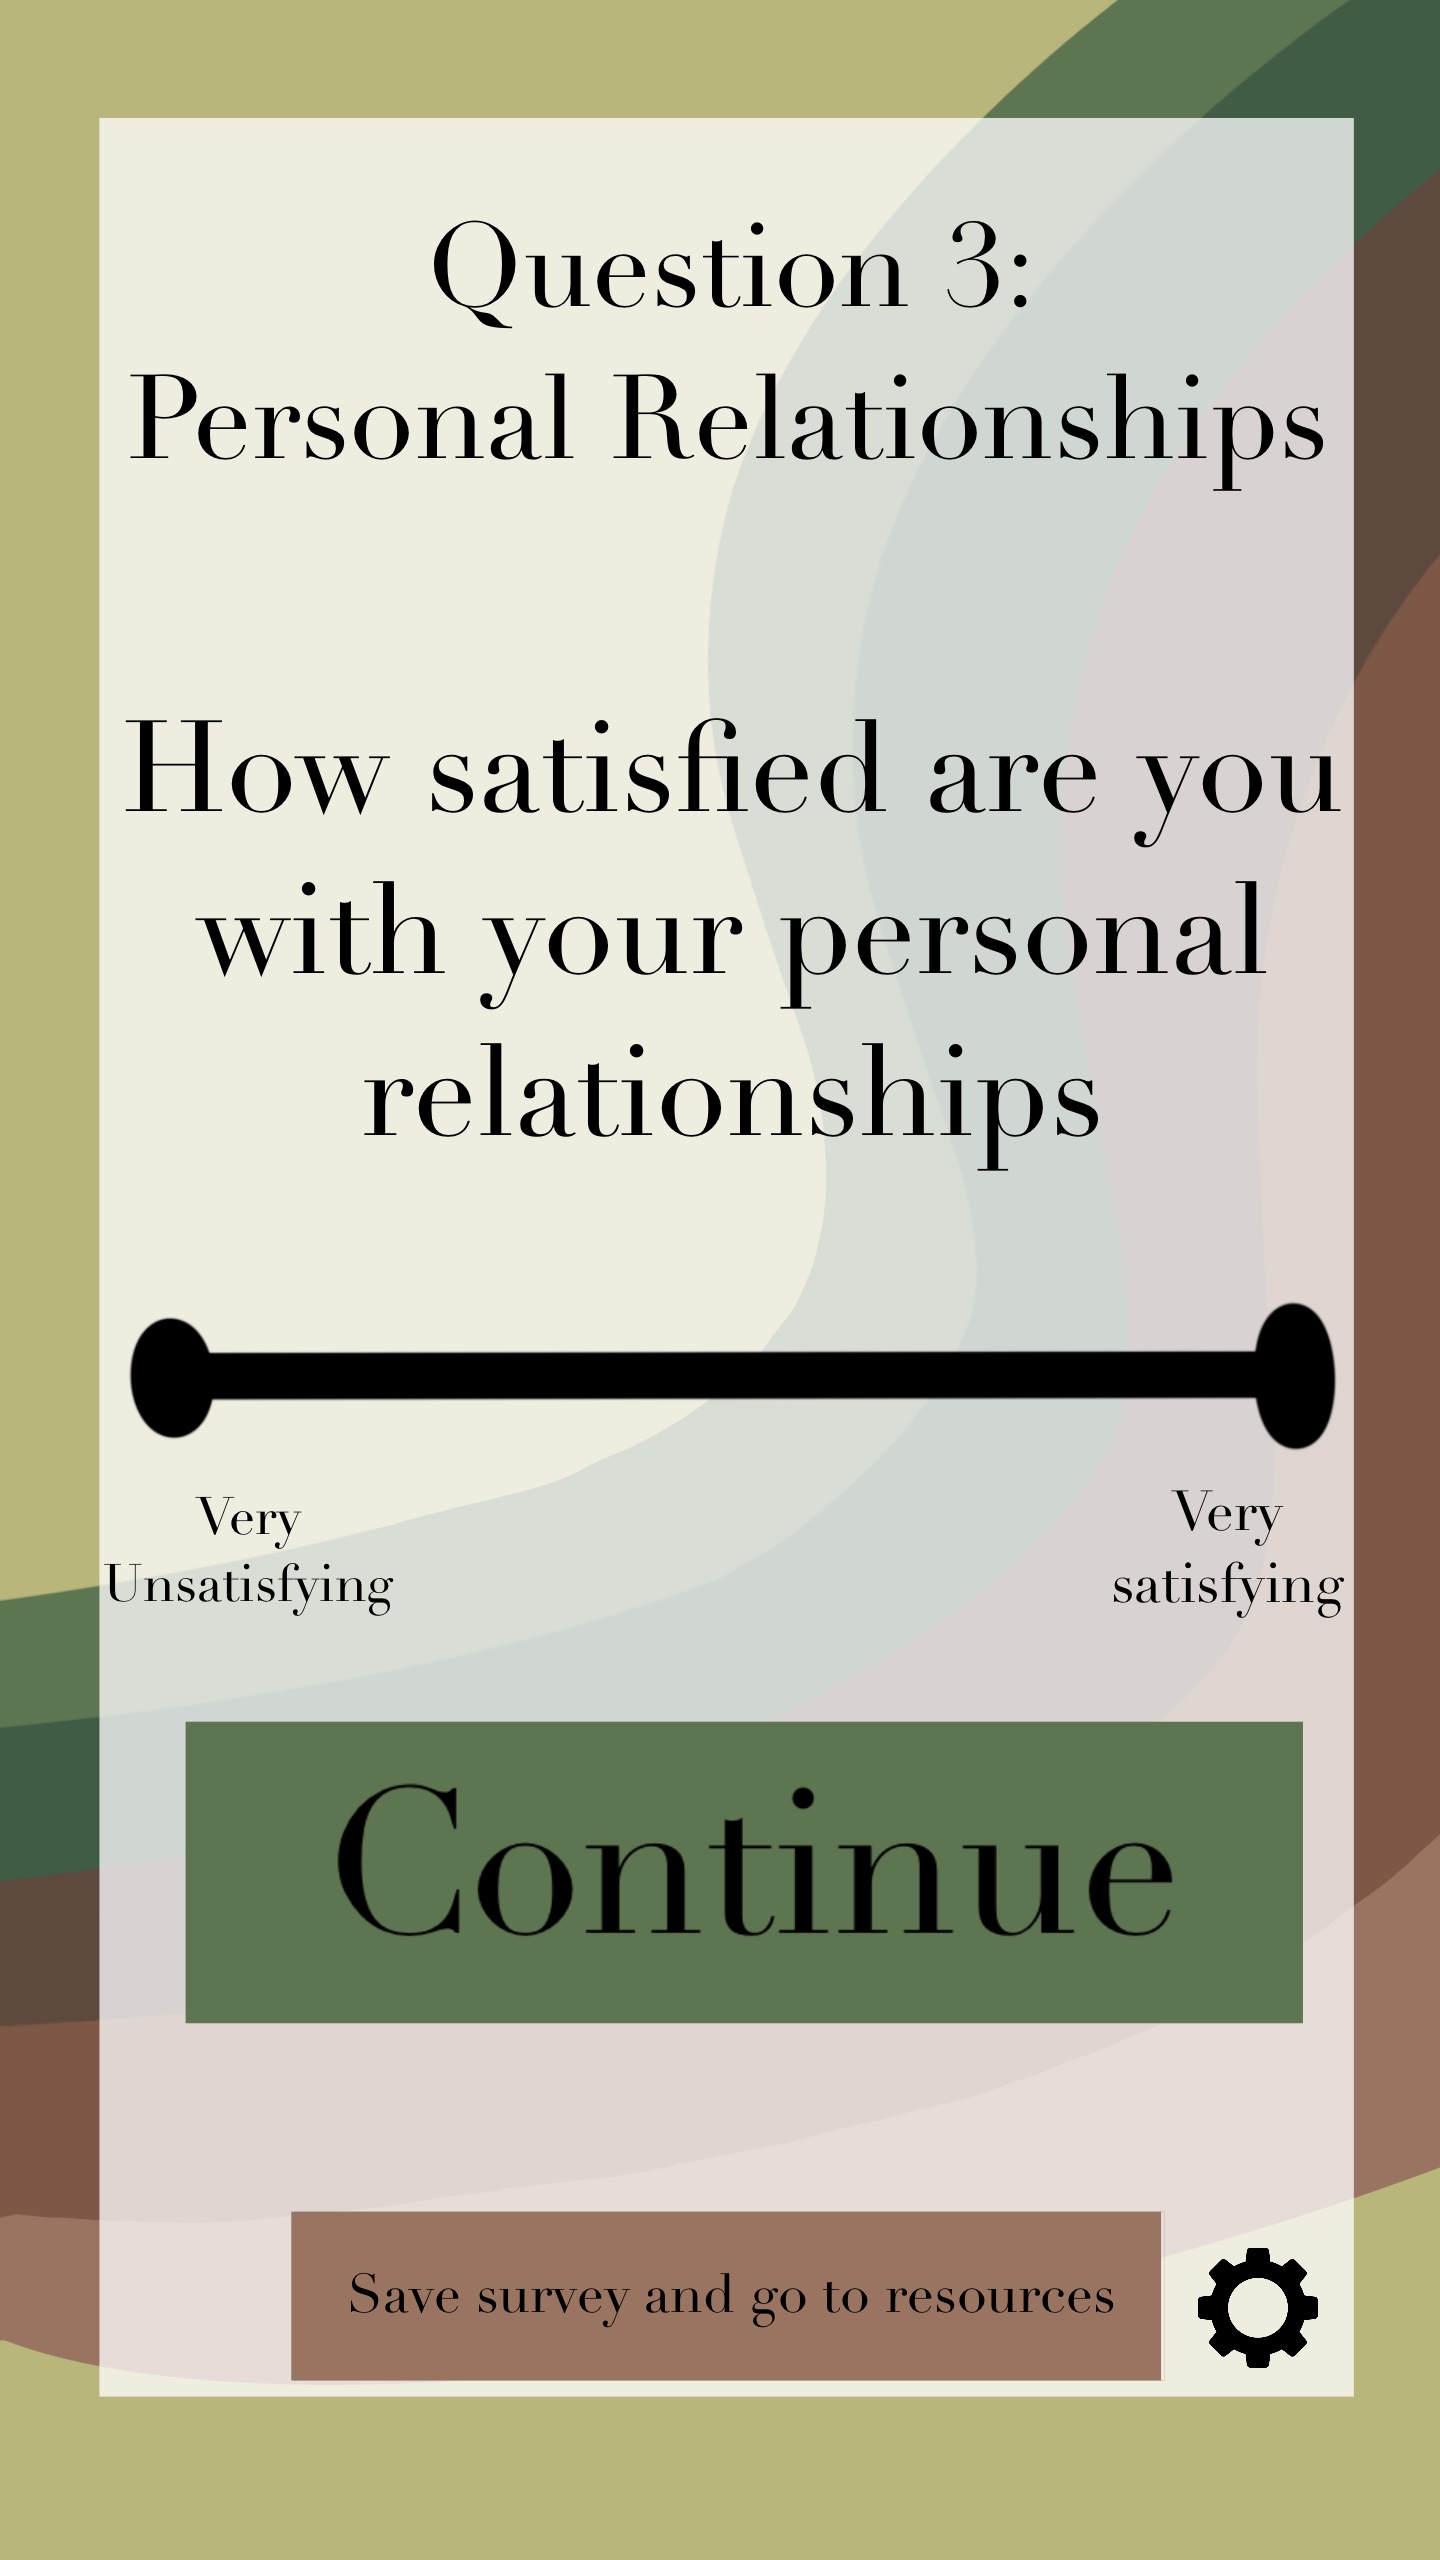 Question 3:
Personal Relationships
How satisfied are you
with your personal
relationships
Very
Unsatisfying
Very
satisfying
Continue
Save survey and go to resources